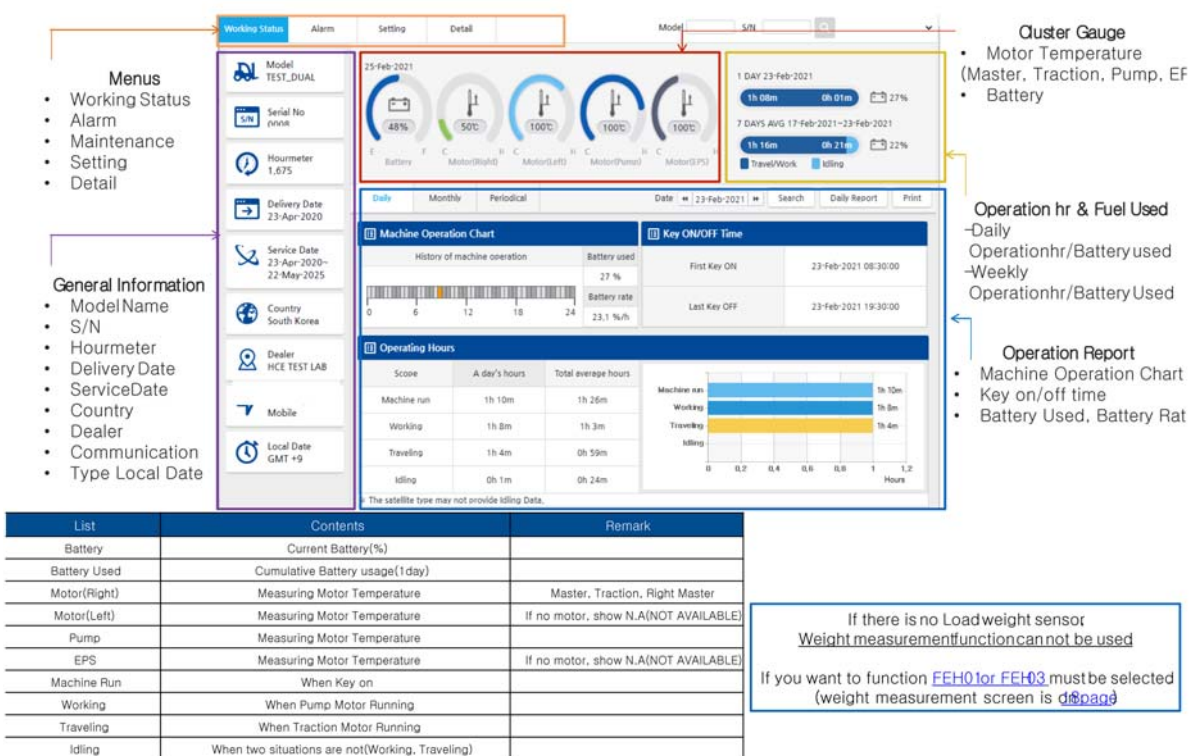 Working Status Alarm Setting Detail Model S/N
Menus
• Working Status
• Alarm
• Maintenance
• Setting
• Detail
General Information
• ModelName
• S/N
• Hourmeter
• Delivery Date
• ServiceDate
• Country
• Dealer
• Communication
• Type Local Date
Model
TEST_DUAL
S/N
Serial No
0008
Hourmeter
1,675
Delivery Date
23-Apr-2020
Service Date
23-Apr-2020~
22-May-2025
Country
South Korea
Dealer
HCE TEST LAB
Mobile
Local Date
GMT +9
25-Feb-2021
48% 50℃ 100℃ 100℃ 100℃
E F C H C H C H C H
Battery Motor(Right) Motor(Left) Motor(Pump) Motor(EPS)
1 DAY 23-Feb-2021
1h 08m 0h 01m 27%
7 DAYS AVG 17-Feb-2021~23-Feb-2021
1h 16m 0h 21m 22%
Travel/Work Idling
Daily Monthly Periodical Date 23-Feb-2021 Search Daily Report Print
Machine Operation Chart
History of machine operation Battery used
27 %
Battery rate
23.1 %/h
0 6 12 18 24
Key ON/OFF Time
First Key ON 23-Feb-2021 08:30:00
Last Key OFF 23-Feb-2021 19:30:00
Operating Hours
Scope A day's hours Total average hours
Machine run 1h 10m 1h 26m
Working 1h 8m 1h 3m
Traveling 1h 4m 0h 59m
Idling 0h 1m 0h 24m
Machine run 1h 10m
Working 1h 8m
Traveling 1h 4m
Idling
0 0,2 0,4 0,6 0,8 1 1,2
Hours
※ The satellite type may not provide Idling Data.
Cluster Gauge
• Motor Temperature
(Master, Traction, Pump, EF
• Battery
Operation hr & Fuel Used
-Daily
Operationhr/Battery used
-Weekly
Operationhr/Battery Used
Operation Report
• Machine Operation Chart
• Key on/off time
• Battery Used, Battery Rat
List Contents Remark
Battery Current Battery(%)
Battery Used Cumulative Battery usage(1day)
Motor(Right) Measuring Motor Temperature Master, Traction, Right Master
Motor(Left) Measuring Motor Temperature If no motor, show N.A(NOT AVAILABLE)
Pump Measuring Motor Temperature
EPS Measuring Motor Temperature If no motor, show N.A(NOT AVAILABLE)
Machine Run When Key on
Working When Pump Motor Running
Traveling When Traction Motor Running
Idling When two situations are not(Working, Traveling)
If there is no Load weight sensor,
Weight measurementfunctioncannot be used
If you want to function FEH01or FEH03 must be selected
(weight measurement screen is page)